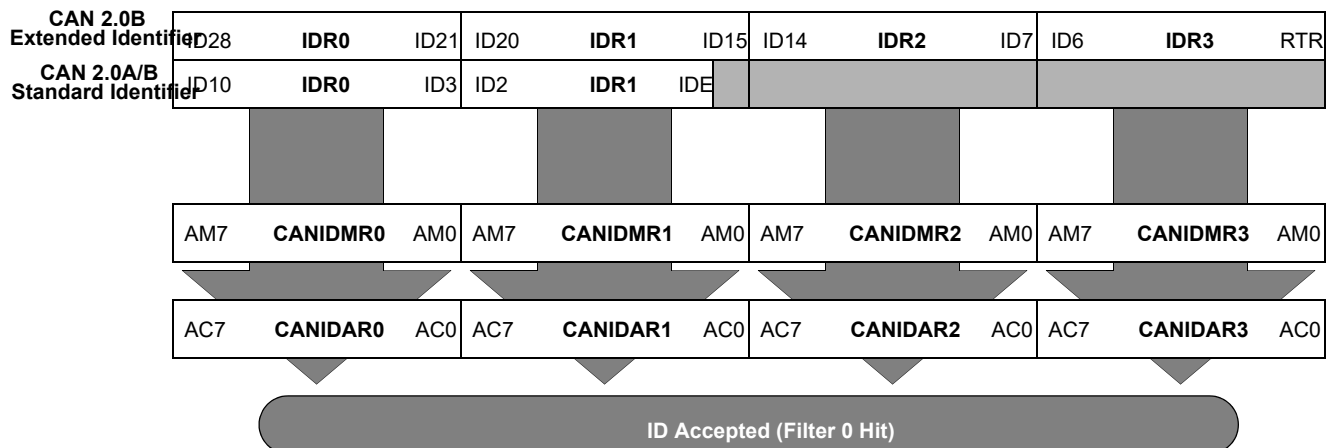 CAN 2.0B
Extended Identifier ID28 IDR0 ID21 ID20 IDR1 ID15 ID14 IDR2 ID7 ID6 IDR3 RTR
CAN 2.0A/B
Standard Identifier ID10 IDR0 ID3 ID2 IDR1 IDE
AM7 CANIDMR0 AM0 AM7 CANIDMR1 AM0 AM7 CANIDMR2 AM0 AM7 CANIDMR3 AM0
AC7 CANIDAR0 AC0 AC7 CANIDAR1 AC0 AC7 CANIDAR2 AC0 AC7 CANIDAR3 AC0
ID Accepted (Filter 0 Hit)